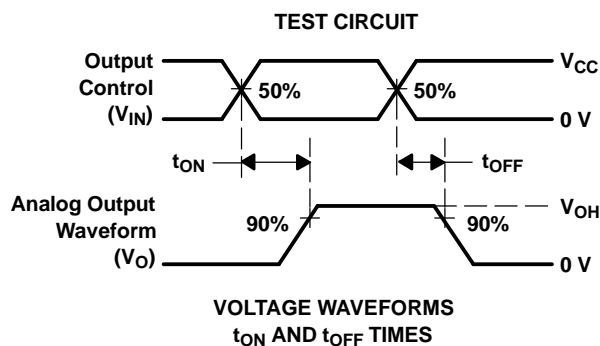 TEST CIRCUIT
Output
Control
(VIN)
VCC
50%
50%
0 V
tON
tOFF
Analog Output
Waveform
(VO)
90%
90%
VOH
0 V
VOLTAGE WAVEFORMS
tON AND tOFF TIMES